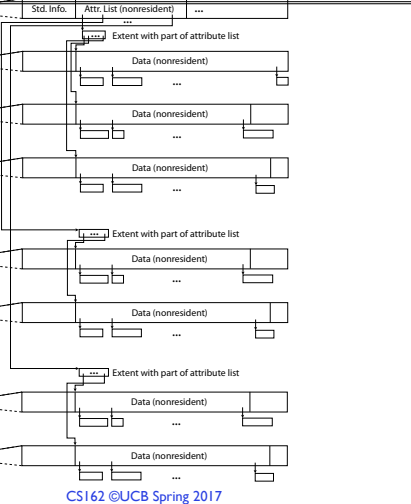 Std. Info. Attr. List (nonresident) ...
...
... Extent with part of attribute list
Data (nonresident)
...
Data (nonresident)
...
Data (nonresident)
...
... Extent with part of attribute list
Data (nonresident)
...
Data (nonresident)
...
... Extent with part of attribute list
Data (nonresident)
...
Data (nonresident)
...
CS162 ©UCB Spring 2017